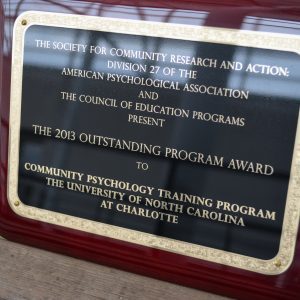 THE SOCIETY FOR COMMUNITY RESEARCH AND ACTION:
DIVISION 27 OF THE
AMERICAN PSYCHOLOGICAL ASSOCIATION
AND
THE COUNCIL OF EDUCATION PROGRAMS
PRESENT
THE 2013 OUTSTANDING PROGRAM AWARD
TO
COMMUNITY PSYCHOLOGY TRAINING PROGRAM
THE UNIVERSITY OF NORTH CAROLINA
AT CHARLOTTE